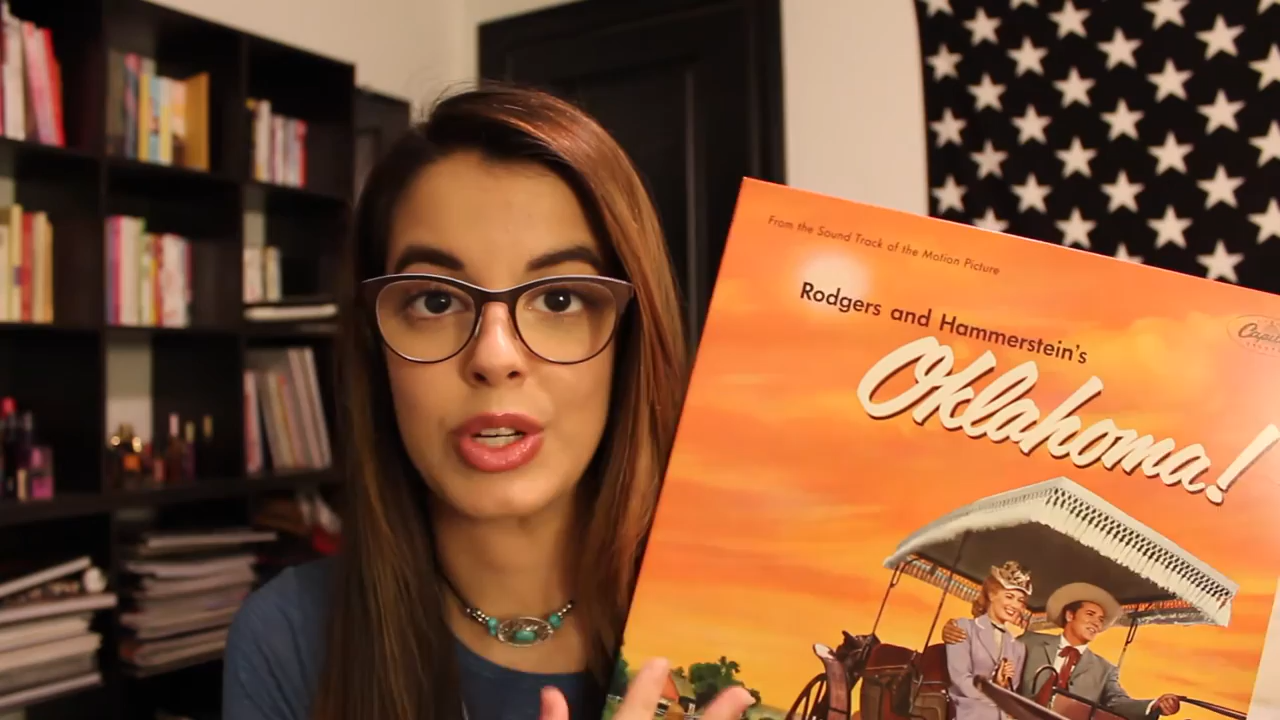 From the Sound Track of the Motion Picture
Rodgers and Hammerstein's
Oklahoma!